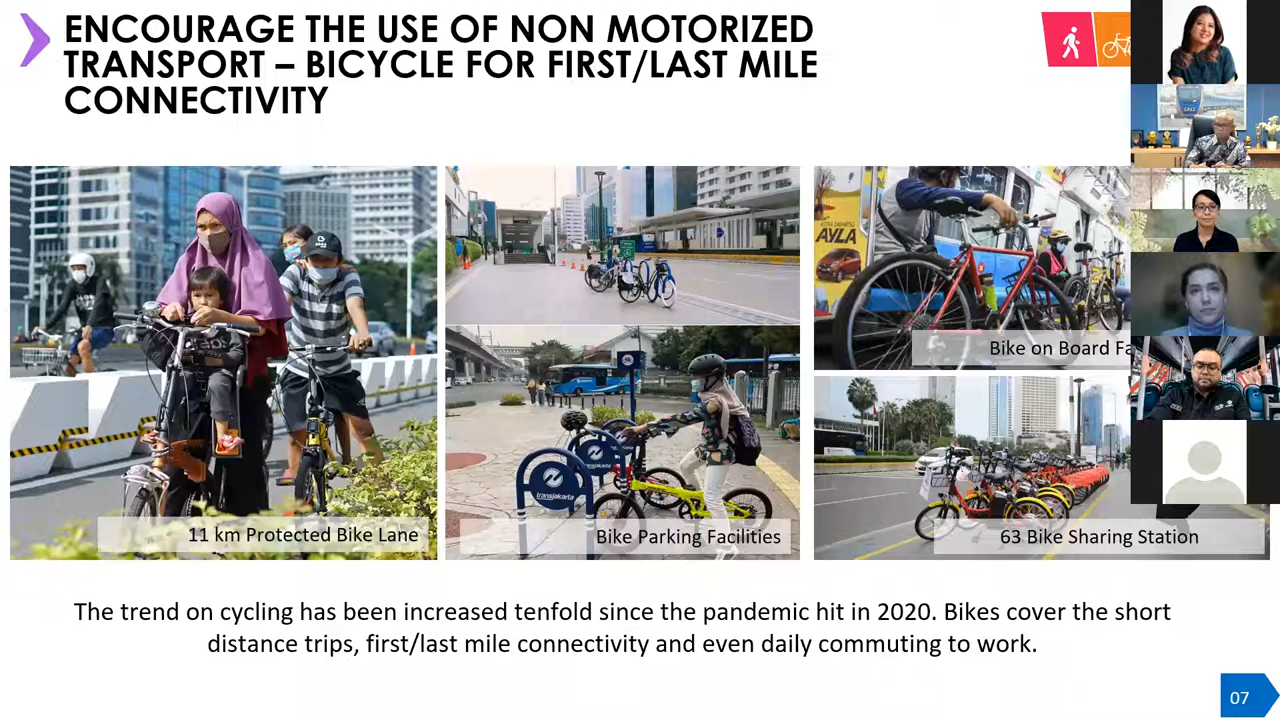 ENCOURAGE THE USE OF NON MOTORIZED
TRANSPORT – BICYCLE FOR FIRST/LAST MILE
CONNECTIVITY
AYLA
Bike on Board
transjakarta
transjakarta
11 km Protected Bike Lane
Bike Parking Facilities
63 Bike Sharing Station
The trend on cycling has been increased tenfold since the pandemic hit in 2020. Bikes cover the short
distance trips, first/last mile connectivity and even daily commuting to work.
07